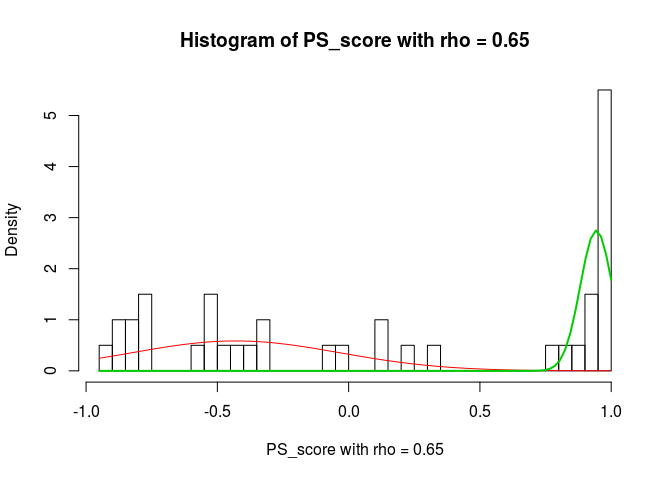 Histogram of PS_score with rho = 0.65
Density
5
4
3
2
1
0
-1.0 -0.5 0.0 0.5 1.0
PS_score with rho = 0.65